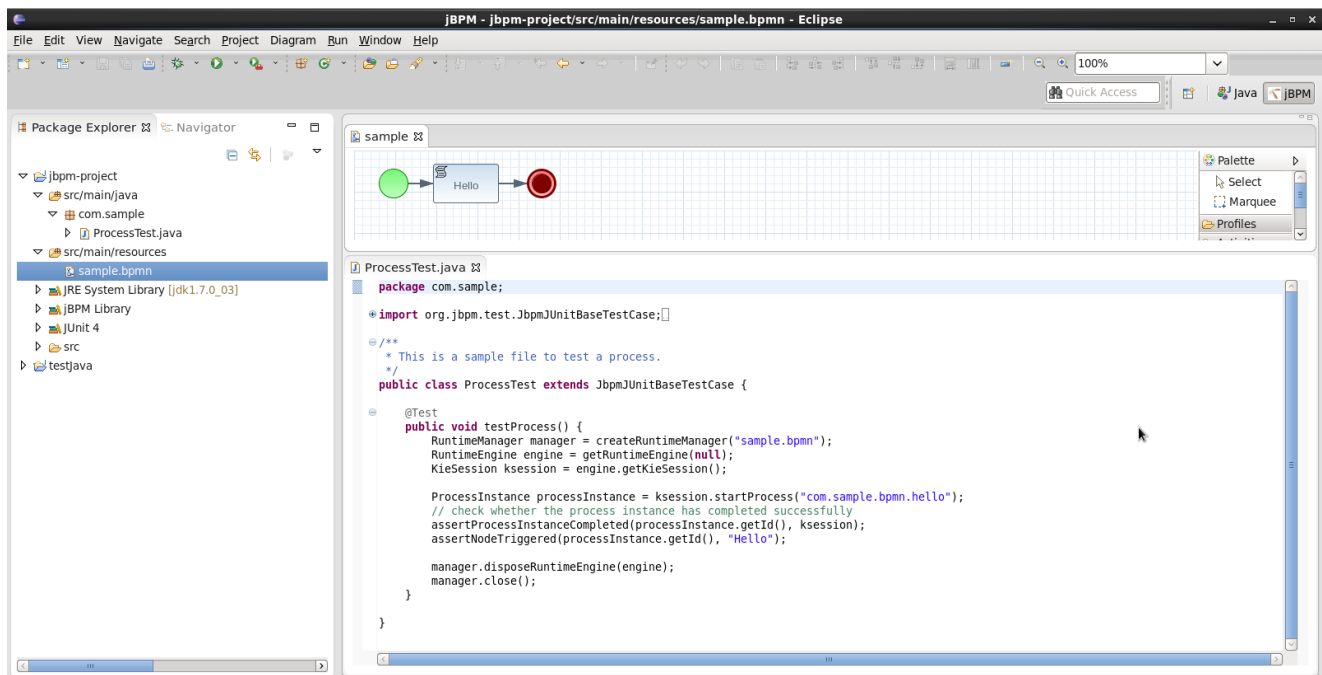 jBPM - jbpm-project/src/main/resources/sample.bpmn - Eclipse
File Edit View Navigate Search Project Diagram Run Window Help
100%
Quick Access
Java
jBPM
Package Explorer
Navigator
jbpm-project
src/main/java
com.sample
ProcessTest.java
src/main/resources
sample.bpmn
JRE System Library [jdk1.7.0_03]
jBPM Library
JUnit 4
src
testJava
sample
Hello
Palette
Select
Marquee
Profiles
ProcessTest.java
package com.sample;
import org.jbpm.test.JbpmJUnitBaseTestCase;
/**
* This is a sample file to test a process.
*/
public class ProcessTest extends JbpmJUnitBaseTestCase {
@Test
public void testProcess() {
RuntimeManager manager = createRuntimeManager("sample.bpmn");
RuntimeEngine engine = getRuntimeEngine(null);
KieSession ksession = engine.getKieSession();
ProcessInstance processInstance = ksession.startProcess("com.sample.bpmn.hello");
// check whether the process instance has completed successfully
assertProcessInstanceCompleted(processInstance.getId(), ksession);
assertNodeTriggered(processInstance.getId(), "Hello");
manager.disposeRuntimeEngine(engine);
manager.close();
}
}